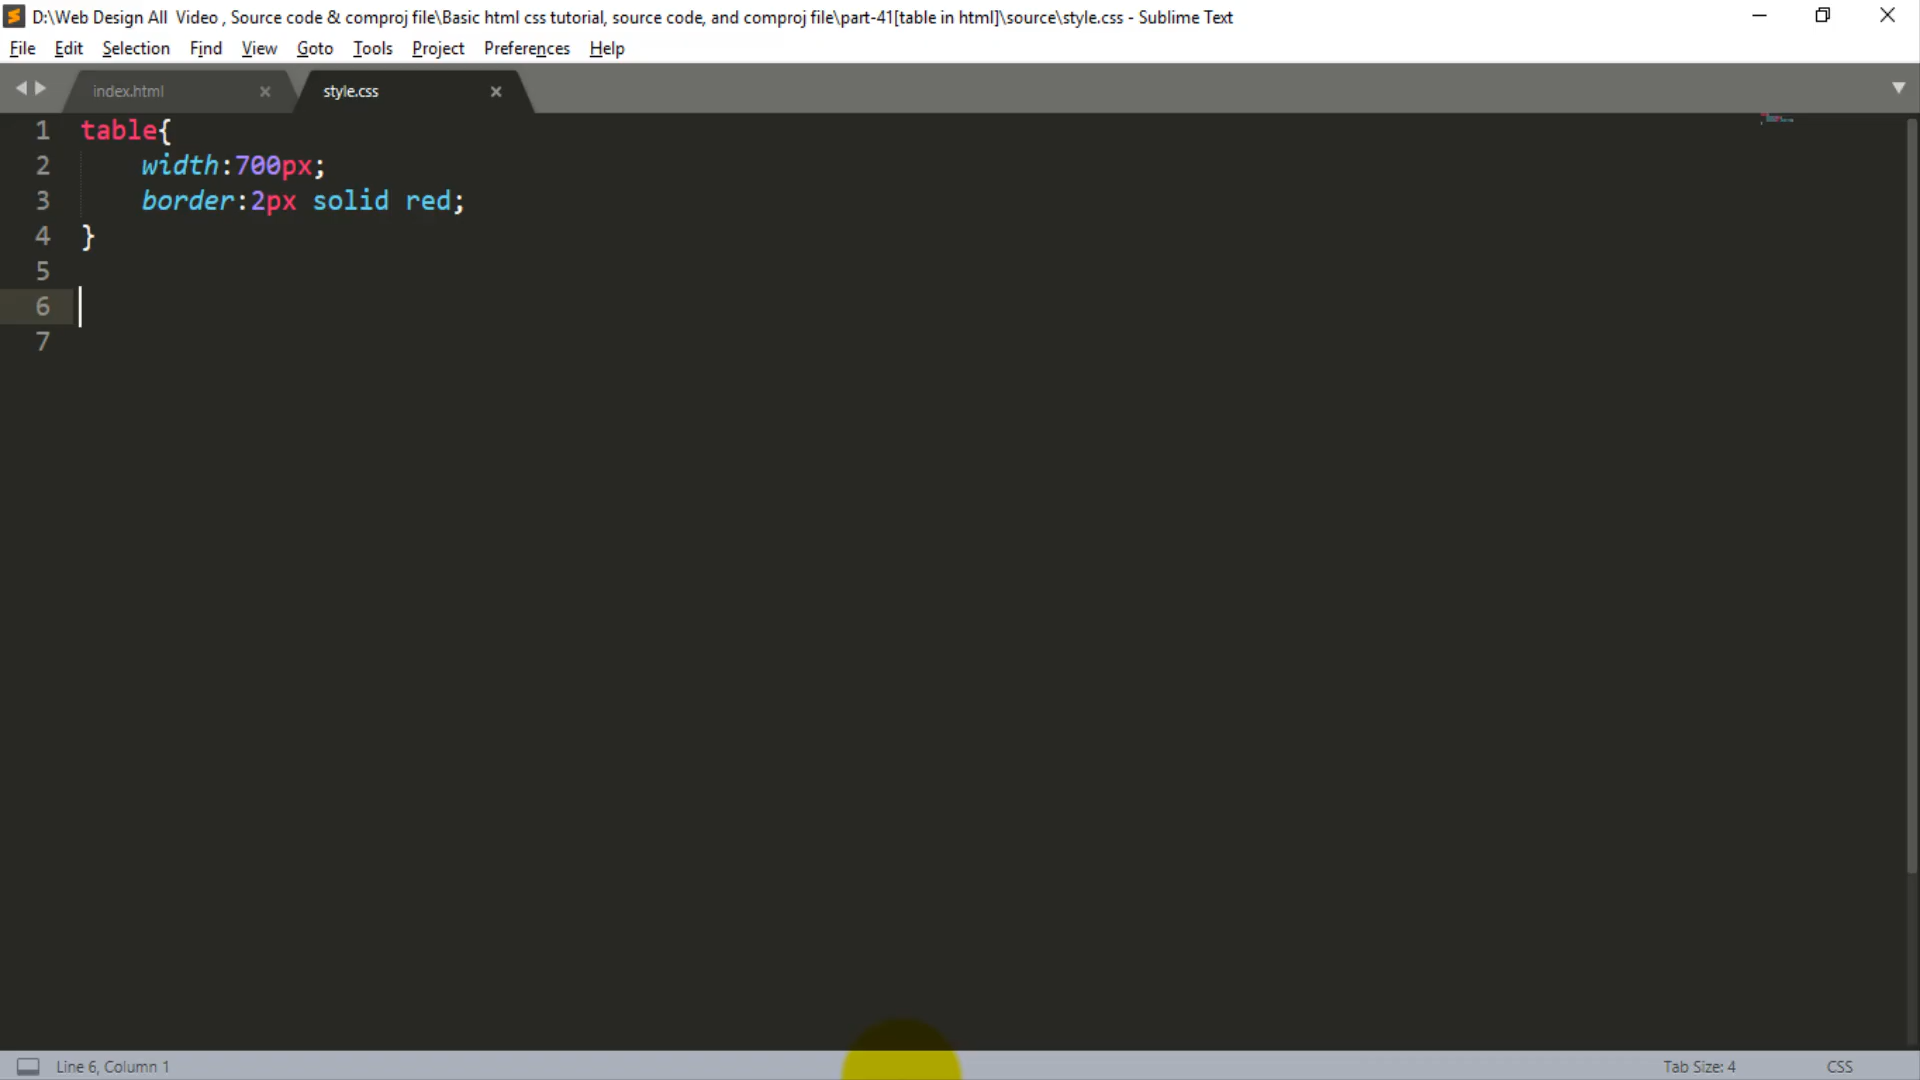 D:\Web Design All  Video , Source code & comproj file\Basic html css tutorial, source code, and comproj file\part-41[table in html]\source\style.css - Sublime Text
File Edit Selection Find View Goto Tools Project Preferences Help
index.html × style.css ×
1 table{
2     width:700px;
3     border:2px solid red;
4 }
5
6
7
Line 6, Column 1 Tab Size: 4 CSS